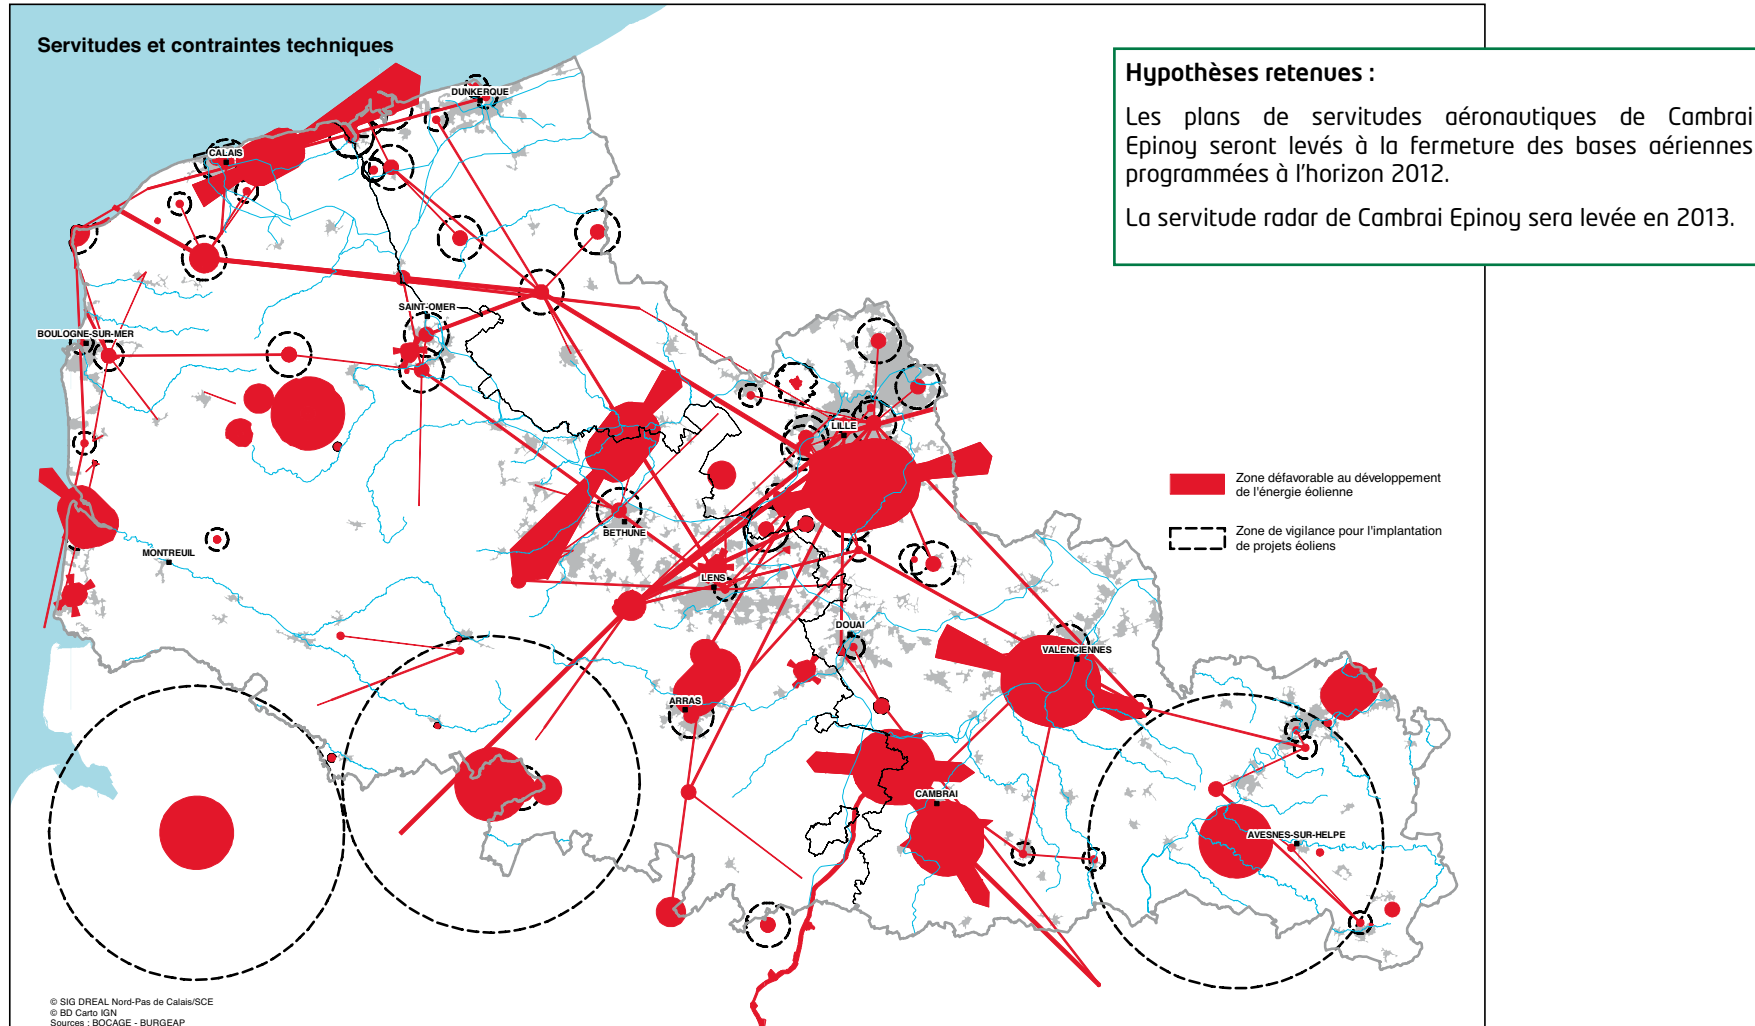 Servitudes et contraintes techniques
Hypothèses retenues :
Les plans de servitudes aéronautiques de Cambrai
Epinoy seront levés à la fermeture des bases aériennes
programmées à l'horizon 2012.
La servitude radar de Cambrai Epinoy sera levée en 2013.
DUNKERQUE
CALAIS
SAINT-OMER
BOULOGNE-SUR-MER
LILLE
Zone défavorable au développement
de l'énergie éolienne
Zone de vigilance pour l'implantation
de projets éoliens
BETHUNE
MONTREUIL
LENS
DOUAI
VALENCIENNES
ARRAS
CAMBRAI
AVESNES-SUR-HELPE
© SIG DREAL Nord-Pas de Calais/SCE
© BD Carto IGN
Sources : BOCAGE - BURGEAP